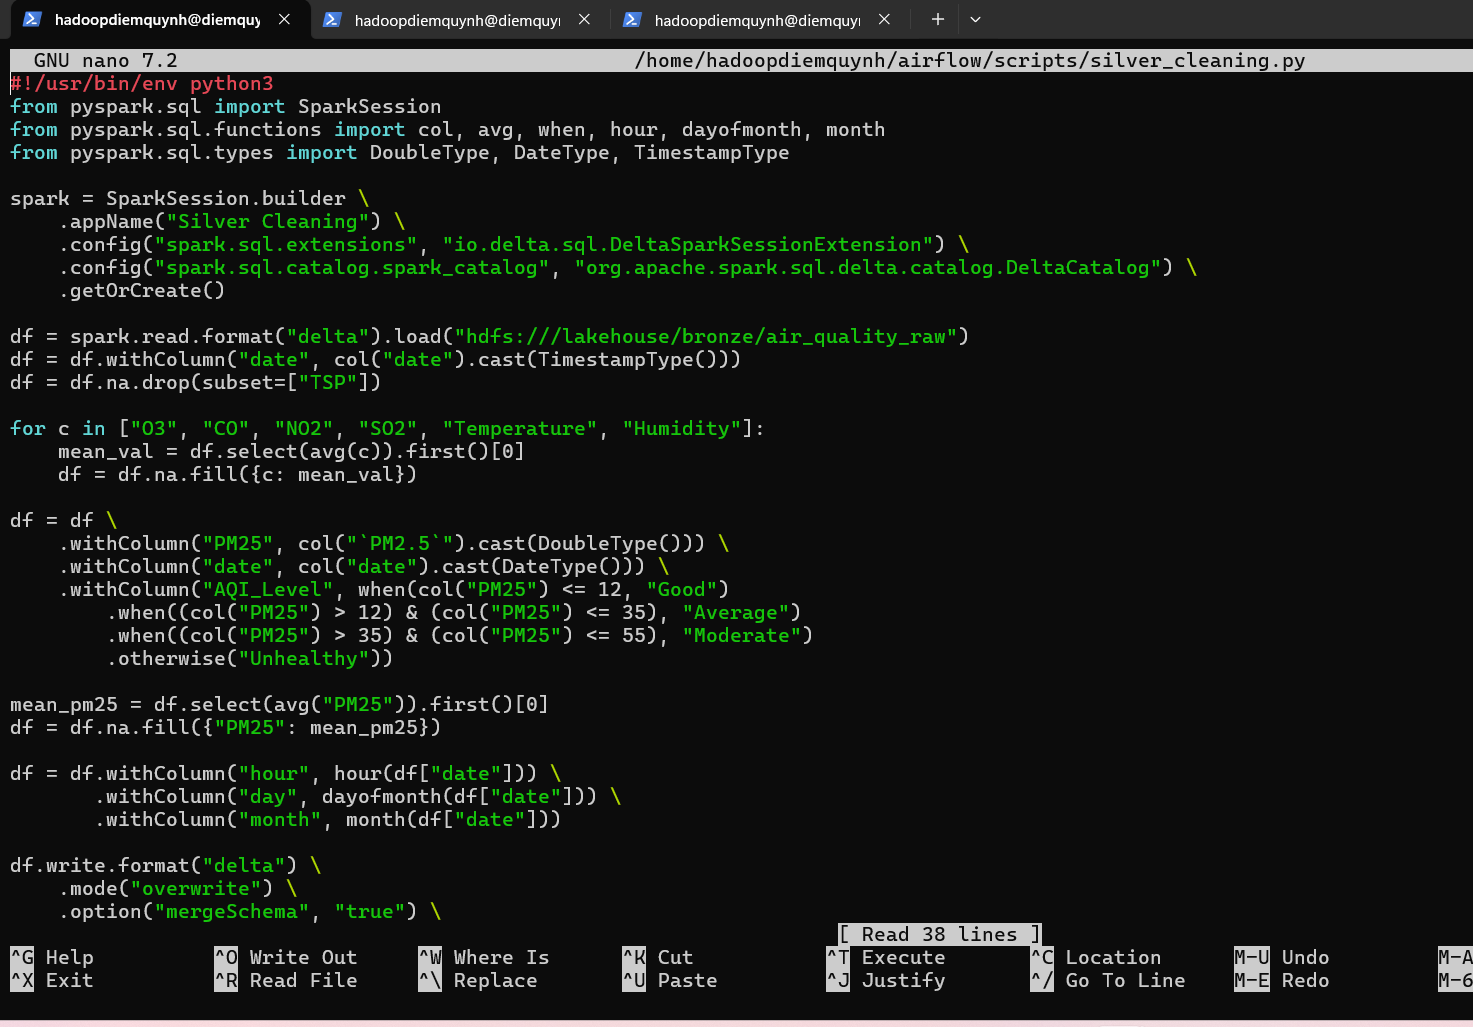 hadoopdiemquynh@diemquy
hadoopdiemquynh@diemquyn
hadoopdiemquynh@diemquyn
GNU nano 7.2 /home/hadoopdiemquynh/airflow/scripts/silver_cleaning.py
#!/usr/bin/env python3
from pyspark.sql import SparkSession
from pyspark.sql.functions import col, avg, when, hour, dayofmonth, month
from pyspark.sql.types import DoubleType, DateType, TimestampType

spark = SparkSession.builder \
    .appName("Silver Cleaning") \
    .config("spark.sql.extensions", "io.delta.sql.DeltaSparkSessionExtension") \
    .config("spark.sql.catalog.spark_catalog", "org.apache.spark.sql.delta.catalog.DeltaCatalog") \
    .getOrCreate()

df = spark.read.format("delta").load("hdfs:///lakehouse/bronze/air_quality_raw")
df = df.withColumn("date", col("date").cast(TimestampType()))
df = df.na.drop(subset=["TSP"])

for c in ["O3", "CO", "NO2", "SO2", "Temperature", "Humidity"]:
    mean_val = df.select(avg(c)).first()[0]
    df = df.na.fill({c: mean_val})

df = df \
    .withColumn("PM25", col("`PM2.5`").cast(DoubleType())) \
    .withColumn("date", col("date").cast(DateType())) \
    .withColumn("AQI_Level", when(col("PM25") <= 12, "Good")
        .when((col("PM25") > 12) & (col("PM25") <= 35), "Average")
        .when((col("PM25") > 35) & (col("PM25") <= 55), "Moderate")
        .otherwise("Unhealthy"))

mean_pm25 = df.select(avg("PM25")).first()[0]
df = df.na.fill({"PM25": mean_pm25})

df = df.withColumn("hour", hour(df["date"])) \
       .withColumn("day", dayofmonth(df["date"])) \
       .withColumn("month", month(df["date"]))

df.write.format("delta") \
    .mode("overwrite") \
    .option("mergeSchema", "true") \
[ Read 38 lines ]
^G Help ^O Write Out ^W Where Is ^K Cut ^T Execute ^C Location M-U Undo M-A
^X Exit ^R Read File ^\ Replace ^U Paste ^J Justify ^/ Go To Line M-E Redo M-6